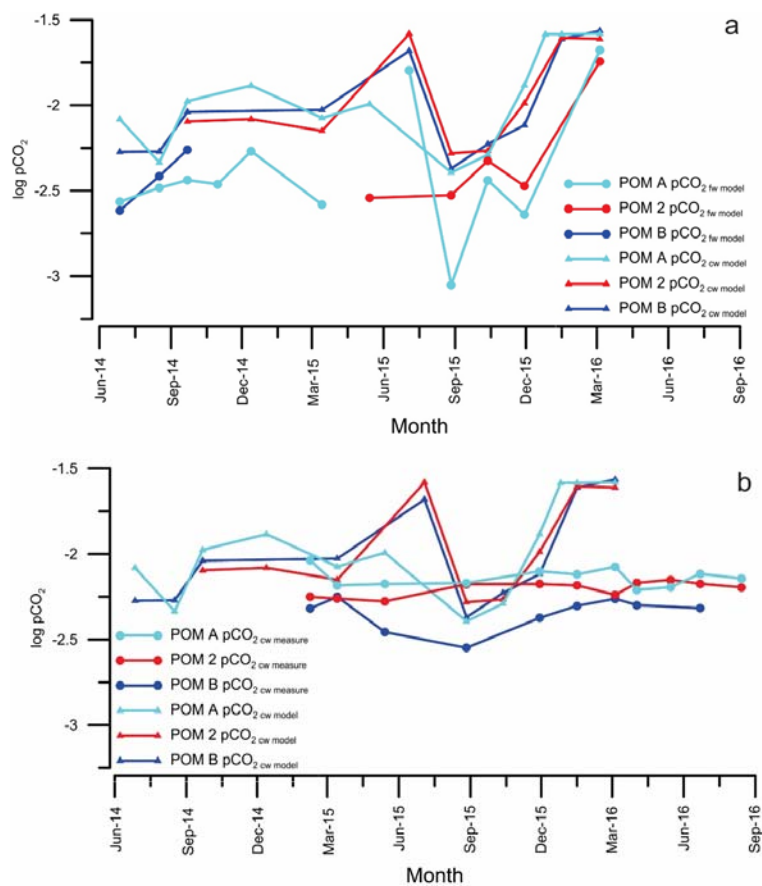 a
-1.5
-2
-2.5
-3
log pCO2
POM A pCO2 fw model
POM 2 pCO2 fw model
POM B pCO2 fw model
POM A pCO2 cw model
POM 2 pCO2 cw model
POM B pCO2 cw model
Jun-14
Sep-14
Dec-14
Mar-15
Jun-15
Sep-15
Dec-15
Mar-16
Jun-16
Sep-16
Month
b
-1.5
-2
-2.5
-3
log pCO2
POM A pCO2 cw measure
POM 2 pCO2 cw measure
POM B pCO2 cw measure
POM A pCO2 cw model
POM 2 pCO2 cw model
POM B pCO2 cw model
Jun-14
Sep-14
Dec-14
Mar-15
Jun-15
Sep-15
Dec-15
Mar-16
Jun-16
Sep-16
Month